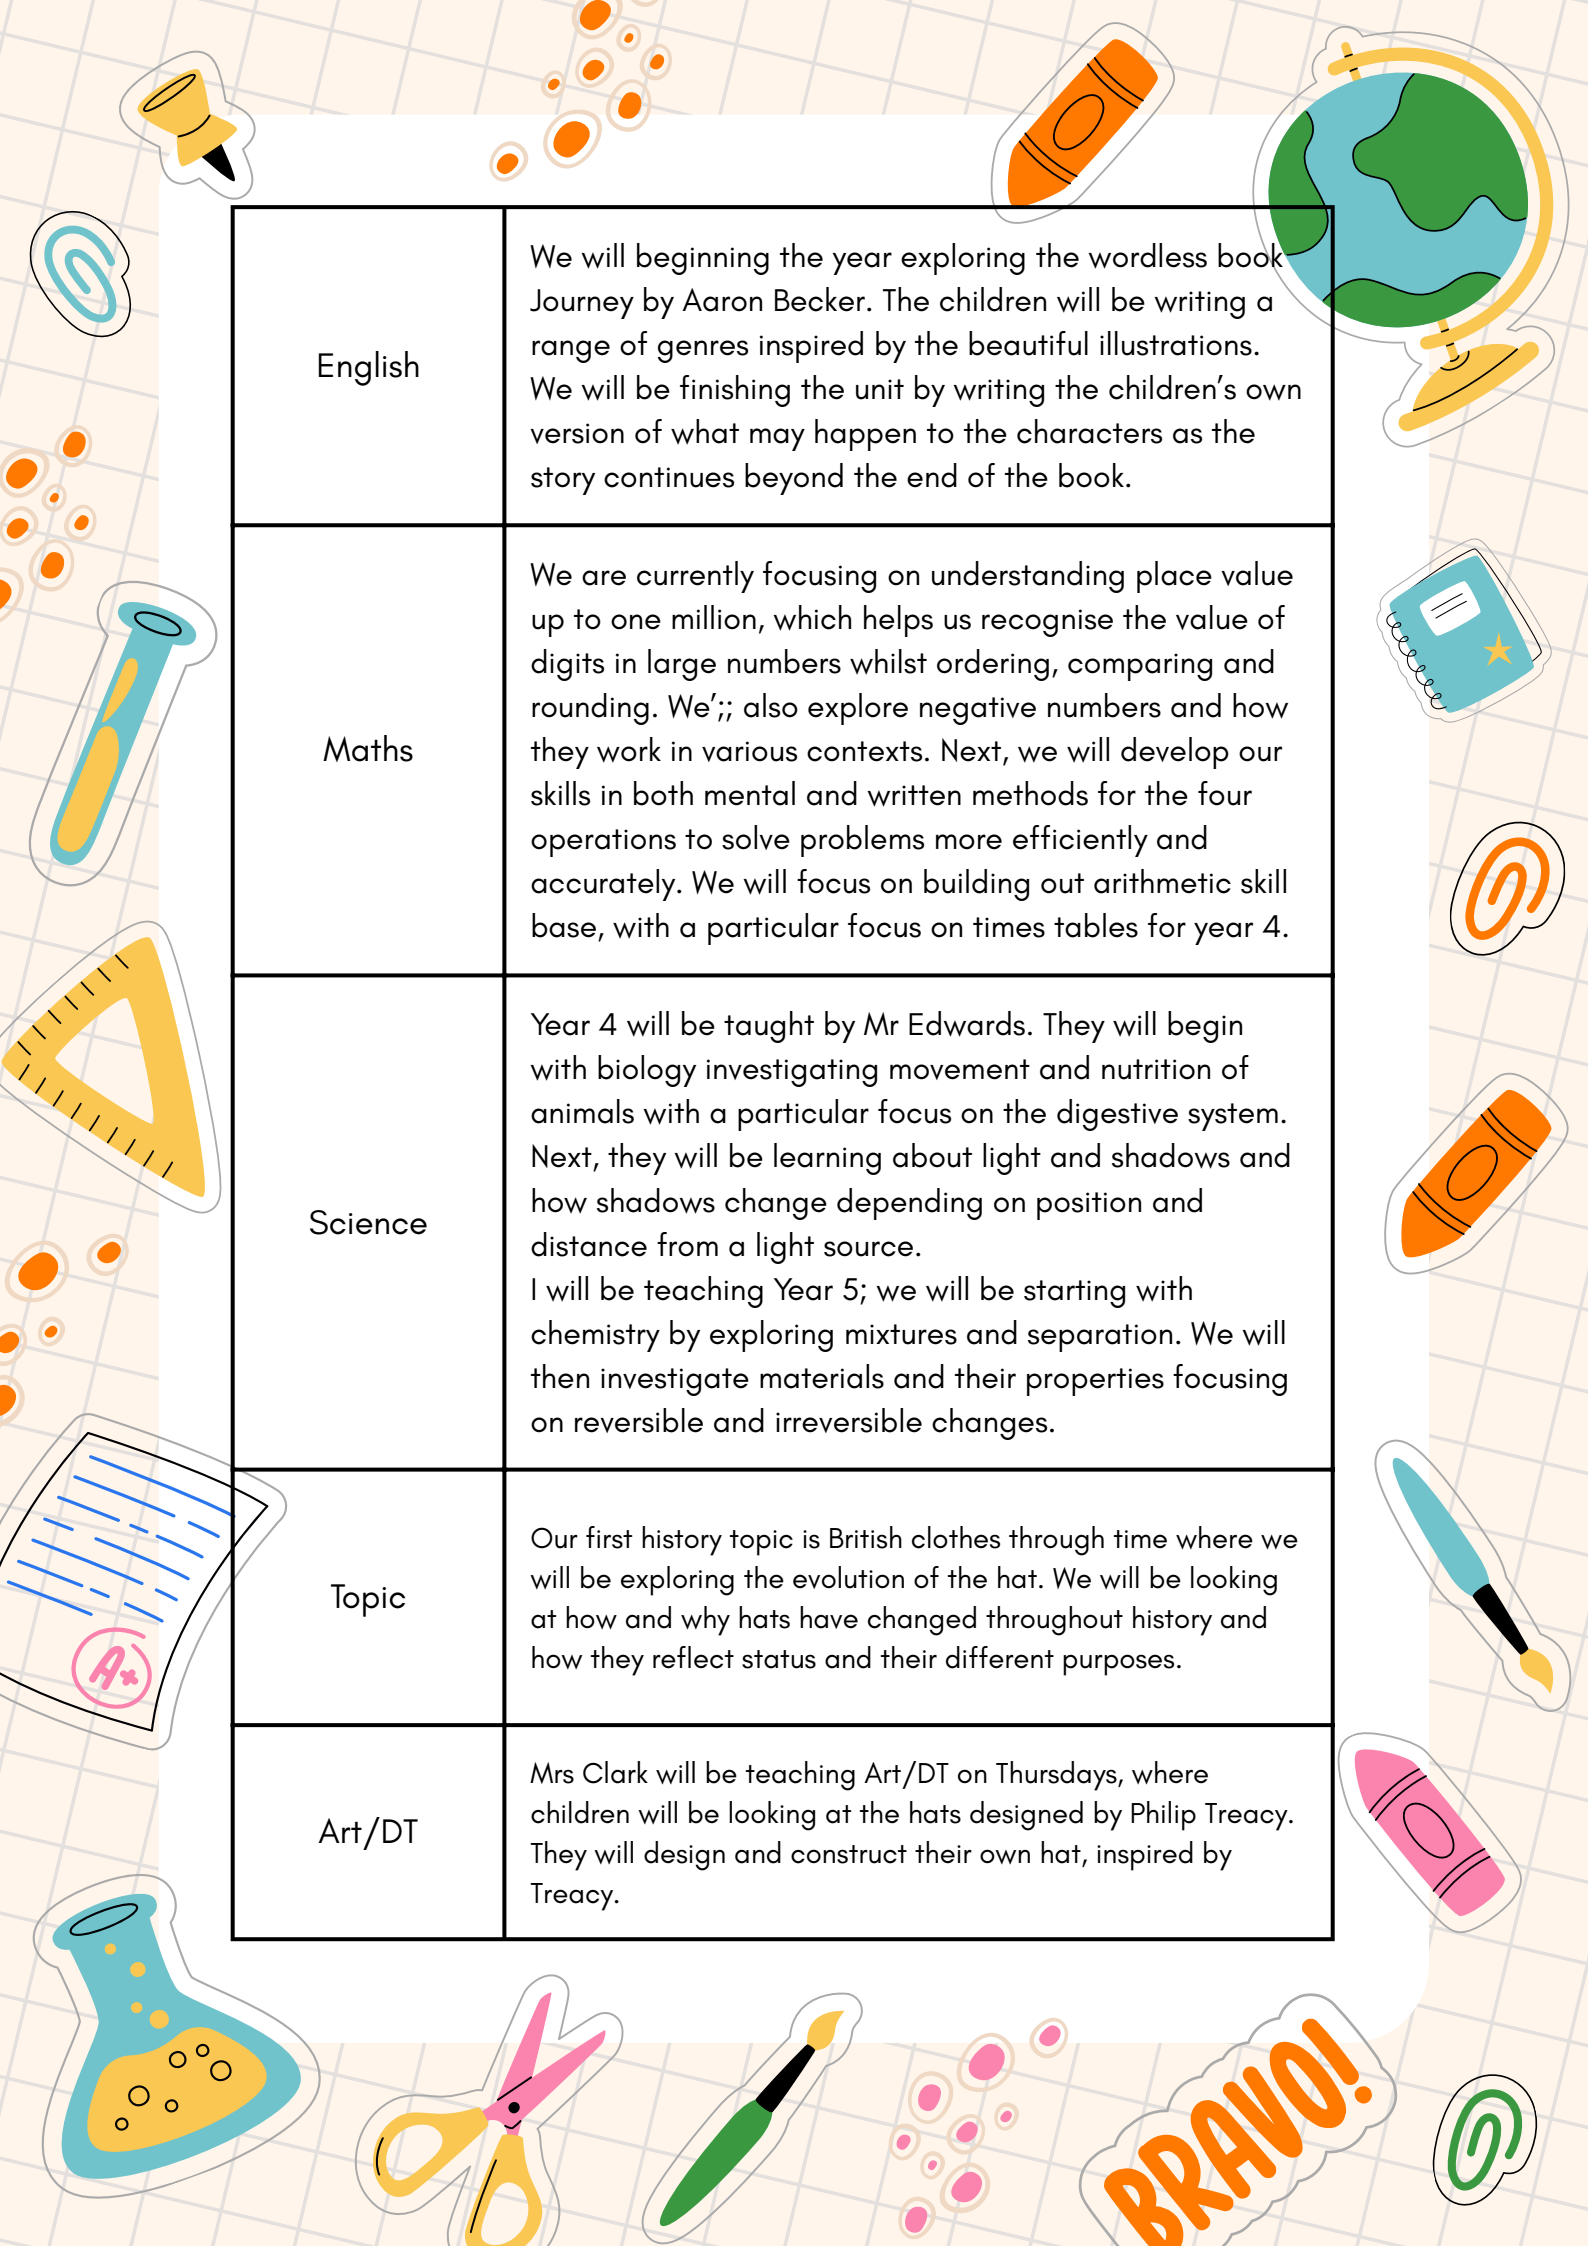 English
We will beginning the year exploring the wordless book
Journey by Aaron Becker. The children will be writing a
range of genres inspired by the beautiful illustrations.
We will be finishing the unit by writing the children's own
version of what may happen to the characters as the
story continues beyond the end of the book.
Maths
We are currently focusing on understanding place value
up to one million, which helps us recognise the value of
digits in large numbers whilst ordering, comparing and
rounding. We';; also explore negative numbers and how
they work in various contexts. Next, we will develop our
skills in both mental and written methods for the four
operations to solve problems more efficiently and
accurately. We will focus on building out arithmetic skill
base, with a particular focus on times tables for year 4.
Science
Year 4 will be taught by Mr Edwards. They will begin
with biology investigating movement and nutrition of
animals with a particular focus on the digestive system.
Next, they will be learning about light and shadows and
how shadows change depending on position and
distance from a light source.
I will be teaching Year 5; we will be starting with
chemistry by exploring mixtures and separation. We will
then investigate materials and their properties focusing
on reversible and irreversible changes.
Topic
Our first history topic is British clothes through time where we
will be exploring the evolution of the hat. We will be looking
at how and why hats have changed throughout history and
how they reflect status and their different purposes.
A+
Art/DT
Mrs Clark will be teaching Art/DT on Thursdays, where
children will be looking at the hats designed by Philip Treacy.
They will design and construct their own hat, inspired by
Treacy.
BRAVO!